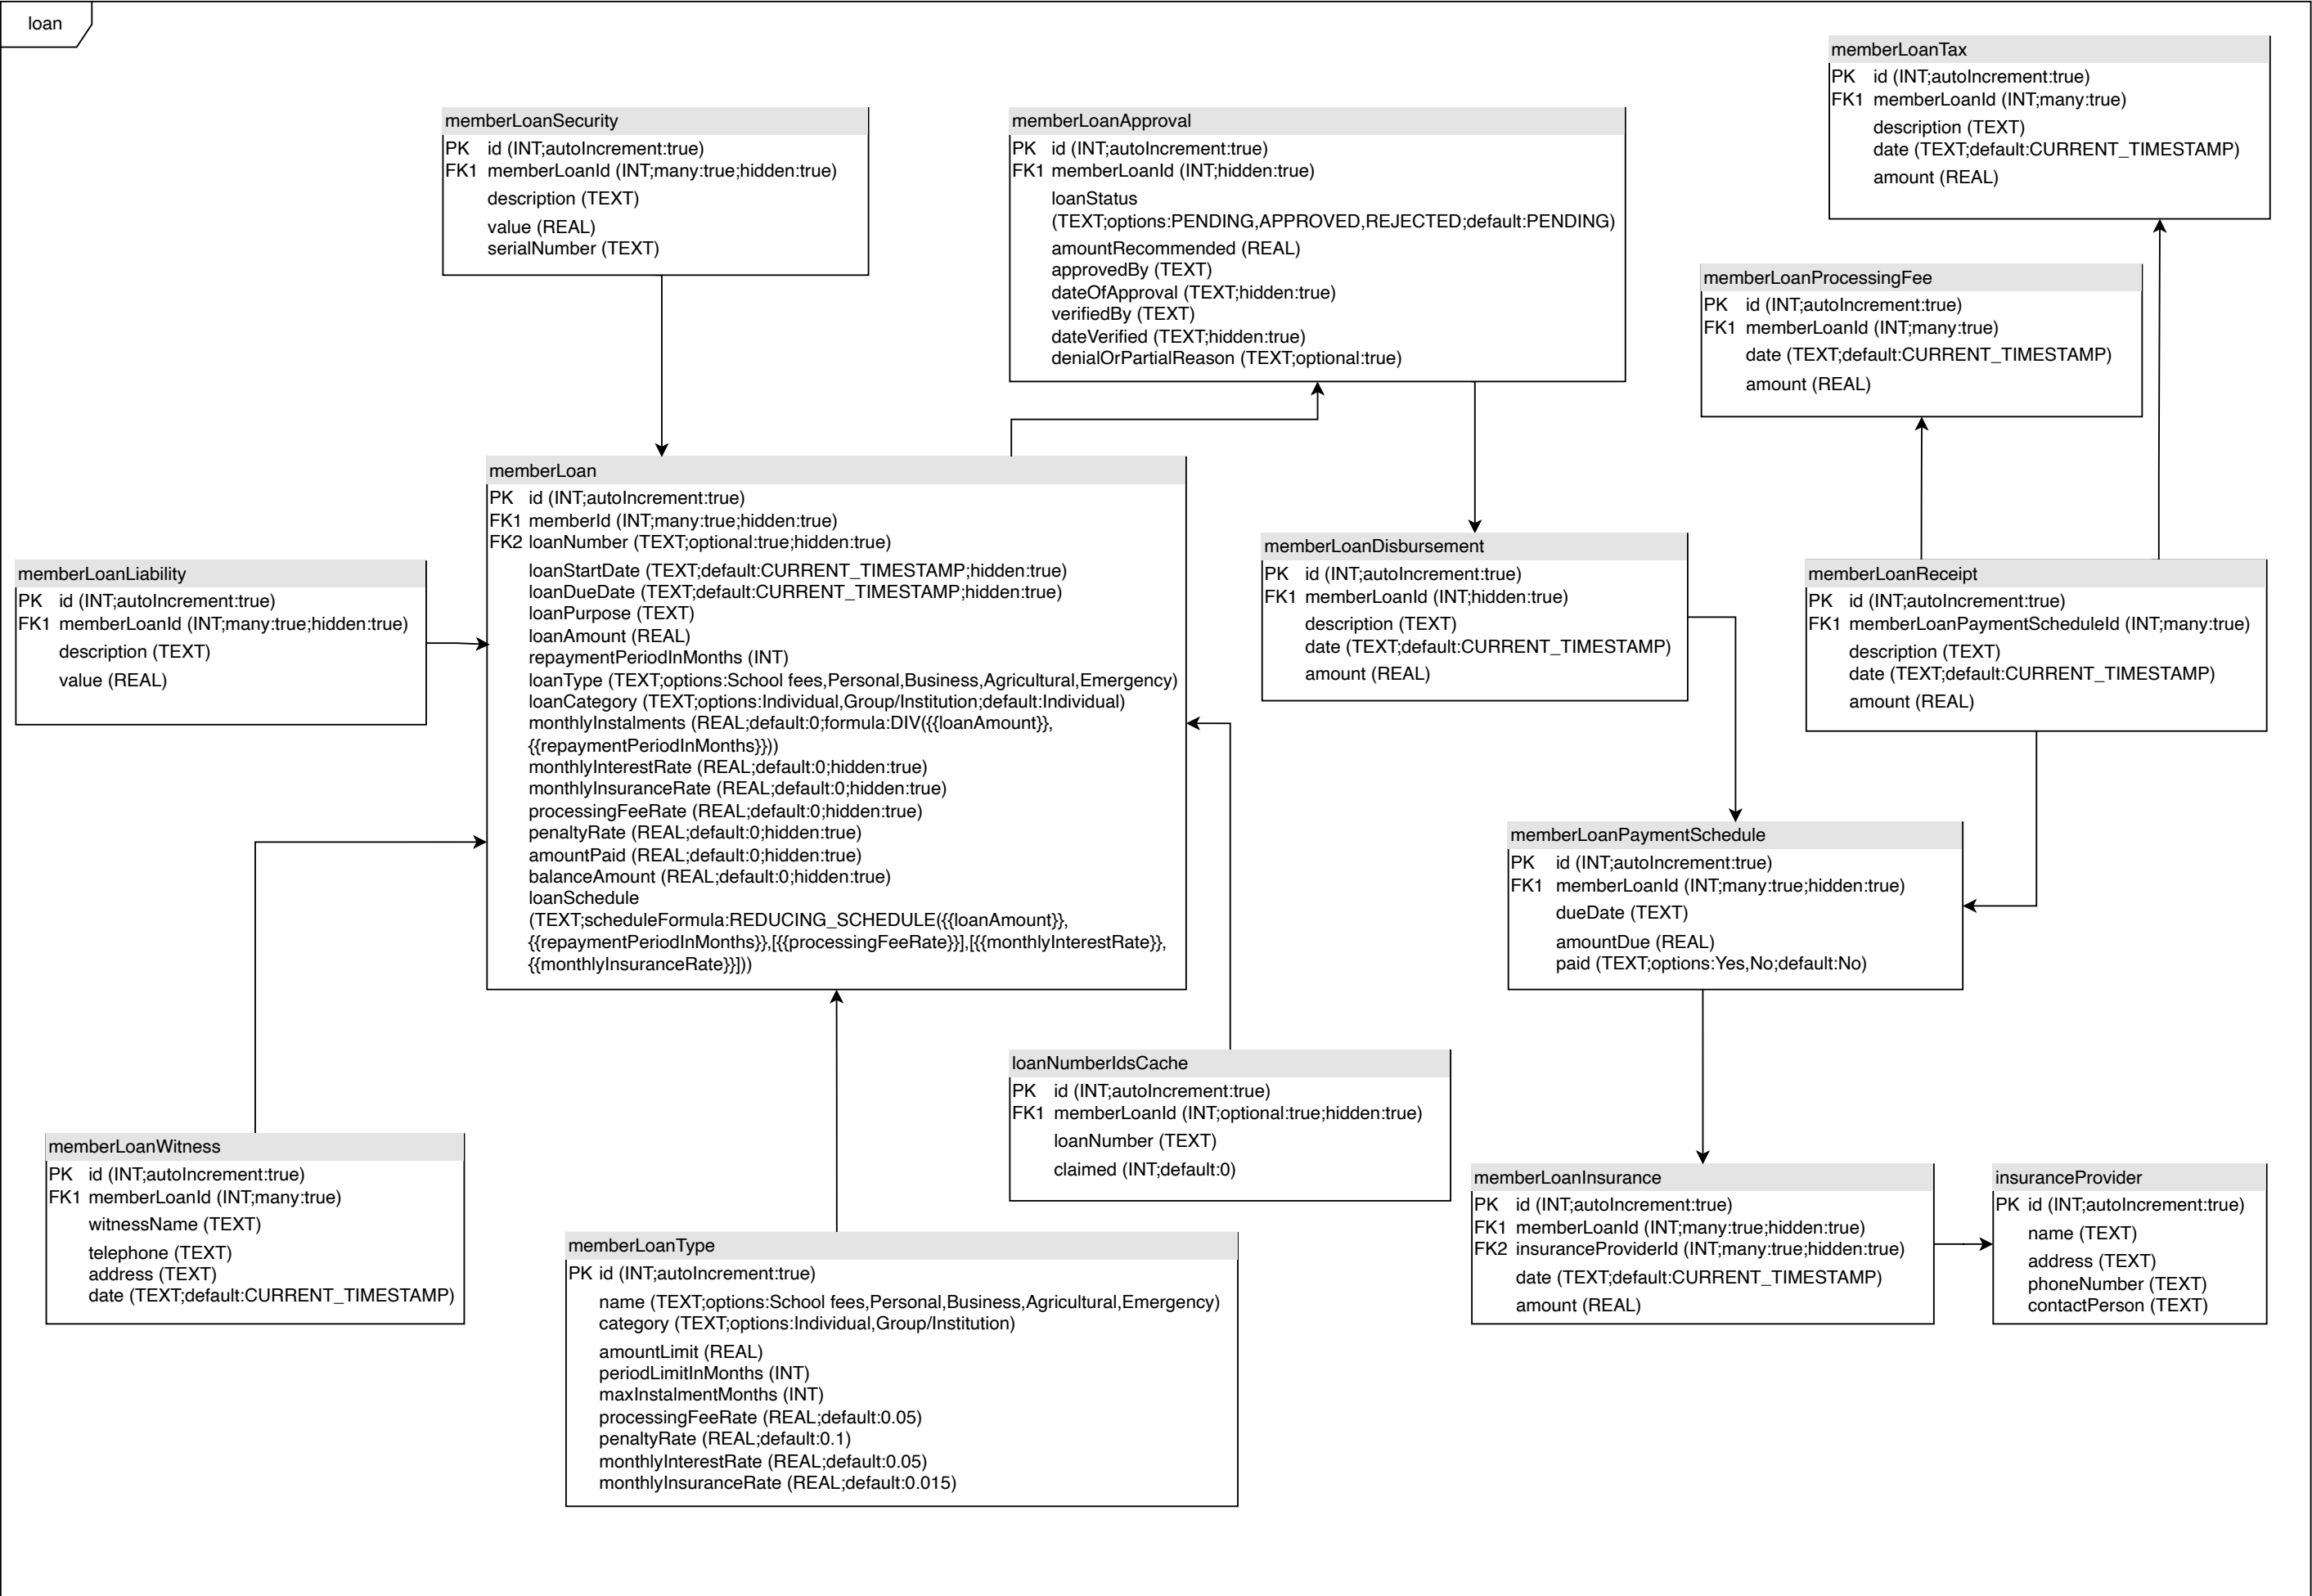 loan
memberLoanTax
PK id (INT;autoIncrement:true)
FK1 memberLoanId (INT;many:true)
description (TEXT)
date (TEXT;default:CURRENT_TIMESTAMP)
amount (REAL)
memberLoanSecurity
PK id (INT;autoIncrement:true)
FK1 memberLoanId (INT;many:true;hidden:true)
description (TEXT)
value (REAL)
serialNumber (TEXT)
memberLoanApproval
PK id (INT;autoIncrement:true)
FK1 memberLoanId (INT;hidden:true)
loanStatus
(TEXT;options:PENDING,APPROVED,REJECTED;default:PENDING)
amountRecommended (REAL)
approvedBy (TEXT)
dateOfApproval (TEXT;hidden:true)
verifiedBy (TEXT)
dateVerified (TEXT;hidden:true)
denialOrPartialReason (TEXT;optional:true)
memberLoanProcessingFee
PK id (INT;autoIncrement:true)
FK1 memberLoanId (INT;many:true)
date (TEXT;default:CURRENT_TIMESTAMP)
amount (REAL)
memberLoan
PK id (INT;autoIncrement:true)
FK1 memberId (INT;many:true;hidden:true)
FK2 loanNumber (TEXT;optional:true;hidden:true)
loanStartDate (TEXT;default:CURRENT_TIMESTAMP;hidden:true)
loanDueDate (TEXT;default:CURRENT_TIMESTAMP;hidden:true)
loanPurpose (TEXT)
loanAmount (REAL)
repaymentPeriodInMonths (INT)
loanType (TEXT;options:School fees,Personal,Business,Agricultural,Emergency)
loanCategory (TEXT;options:Individual,Group/Institution;default:Individual)
monthlyInstalments (REAL;default:0;formula:DIV({{loanAmount}},
{{repaymentPeriodInMonths}}))
monthlyInterestRate (REAL;default:0;hidden:true)
monthlyInsuranceRate (REAL;default:0;hidden:true)
processingFeeRate (REAL;default:0;hidden:true)
penaltyRate (REAL;default:0;hidden:true)
amountPaid (REAL;default:0;hidden:true)
balanceAmount (REAL;default:0;hidden:true)
loanSchedule
(TEXT;scheduleFormula:REDUCING_SCHEDULE({{loanAmount}},
{{repaymentPeriodInMonths}},[{{processingFeeRate}}],[{{monthlyInterestRate}},
{{monthlyInsuranceRate}}]))
memberLoanDisbursement
PK id (INT;autoIncrement:true)
FK1 memberLoanId (INT;hidden:true)
description (TEXT)
date (TEXT;default:CURRENT_TIMESTAMP)
amount (REAL)
memberLoanLiability
PK id (INT;autoIncrement:true)
FK1 memberLoanId (INT;many:true;hidden:true)
description (TEXT)
value (REAL)
memberLoanReceipt
PK id (INT;autoIncrement:true)
FK1 memberLoanPaymentScheduleId (INT;many:true)
description (TEXT)
date (TEXT;default:CURRENT_TIMESTAMP)
amount (REAL)
memberLoanPaymentSchedule
PK id (INT;autoIncrement:true)
FK1 memberLoanId (INT;many:true;hidden:true)
dueDate (TEXT)
amountDue (REAL)
paid (TEXT;options:Yes,No;default:No)
loanNumberIdsCache
PK id (INT;autoIncrement:true)
FK1 memberLoanId (INT;optional:true;hidden:true)
loanNumber (TEXT)
claimed (INT;default:0)
memberLoanWitness
PK id (INT;autoIncrement:true)
FK1 memberLoanId (INT;many:true)
witnessName (TEXT)
telephone (TEXT)
address (TEXT)
date (TEXT;default:CURRENT_TIMESTAMP)
memberLoanInsurance
PK id (INT;autoIncrement:true)
FK1 memberLoanId (INT;many:true;hidden:true)
FK2 insuranceProviderId (INT;many:true;hidden:true)
date (TEXT;default:CURRENT_TIMESTAMP)
amount (REAL)
insuranceProvider
PK id (INT;autoIncrement:true)
name (TEXT)
address (TEXT)
phoneNumber (TEXT)
contactPerson (TEXT)
memberLoanType
PK id (INT;autoIncrement:true)
name (TEXT;options:School fees,Personal,Business,Agricultural,Emergency)
category (TEXT;options:Individual,Group/Institution)
amountLimit (REAL)
periodLimitInMonths (INT)
maxInstalmentMonths (INT)
processingFeeRate (REAL;default:0.05)
penaltyRate (REAL;default:0.1)
monthlyInterestRate (REAL;default:0.05)
monthlyInsuranceRate (REAL;default:0.015)